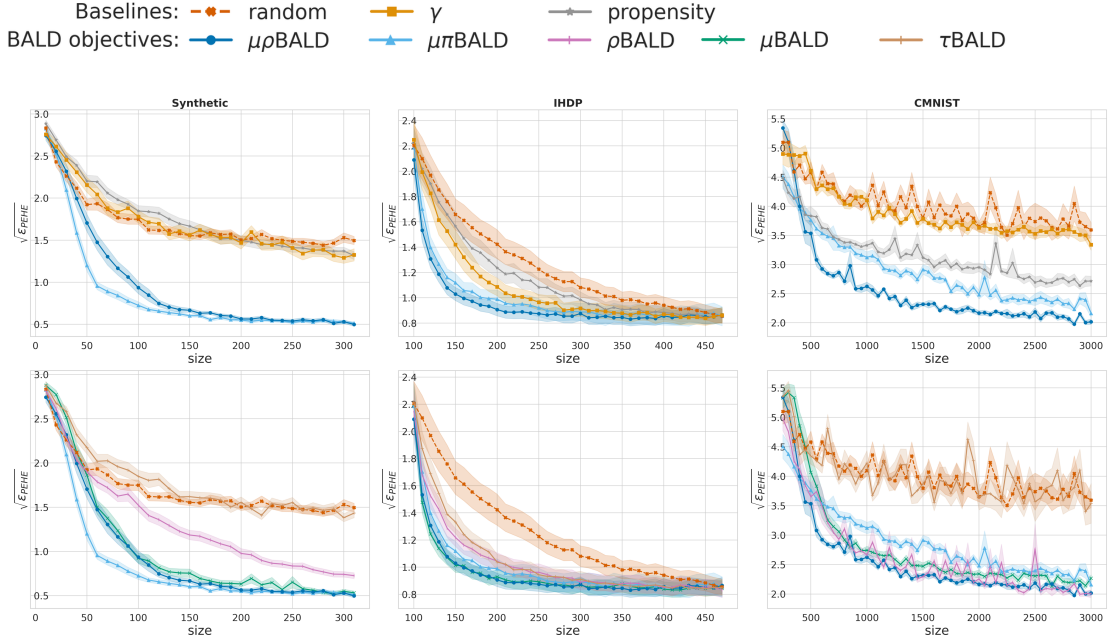 Baselines: random γ propensity
BALD objectives: μρBALD μπBALD ρBALD μBALD τBALD
Synthetic IHDP CMNIST
√ε_PEHE √ε_PEHE √ε_PEHE
3.0 2.5 2.0 1.5 1.0 0.5
2.4 2.2 2.0 1.8 1.6 1.4 1.2 1.0 0.8
5.5 5.0 4.5 4.0 3.5 3.0 2.5 2.0
0 50 100 150 200 250 300
100 150 200 250 300 350 400 450
500 1000 1500 2000 2500 3000
size size size
√ε_PEHE √ε_PEHE √ε_PEHE
3.0 2.5 2.0 1.5 1.0 0.5
2.4 2.2 2.0 1.8 1.6 1.4 1.2 1.0 0.8
5.5 5.0 4.5 4.0 3.5 3.0 2.5 2.0
0 50 100 150 200 250 300
100 150 200 250 300 350 400 450
500 1000 1500 2000 2500 3000
size size size